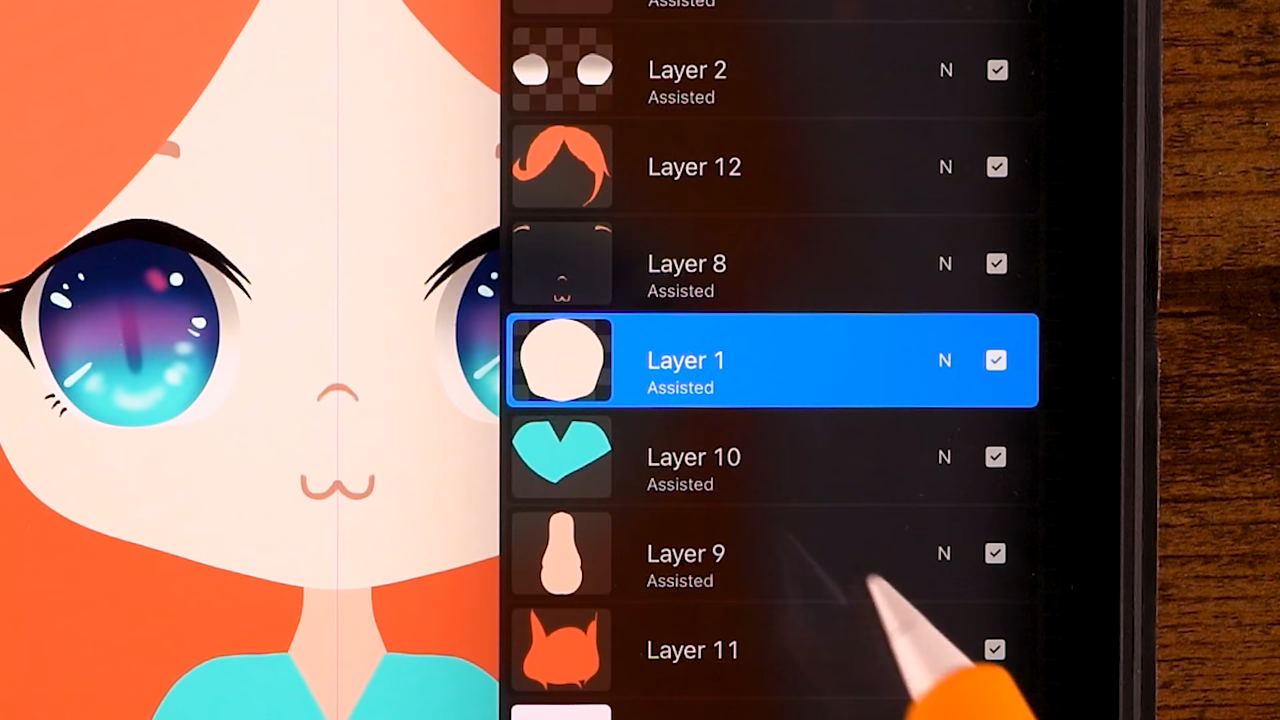 Assisted
Layer 2
N
Assisted
Layer 12
N
Layer 8
N
Assisted
Layer 1
N
Assisted
Layer 10
N
Assisted
Layer 9
N
Assisted
Layer 11